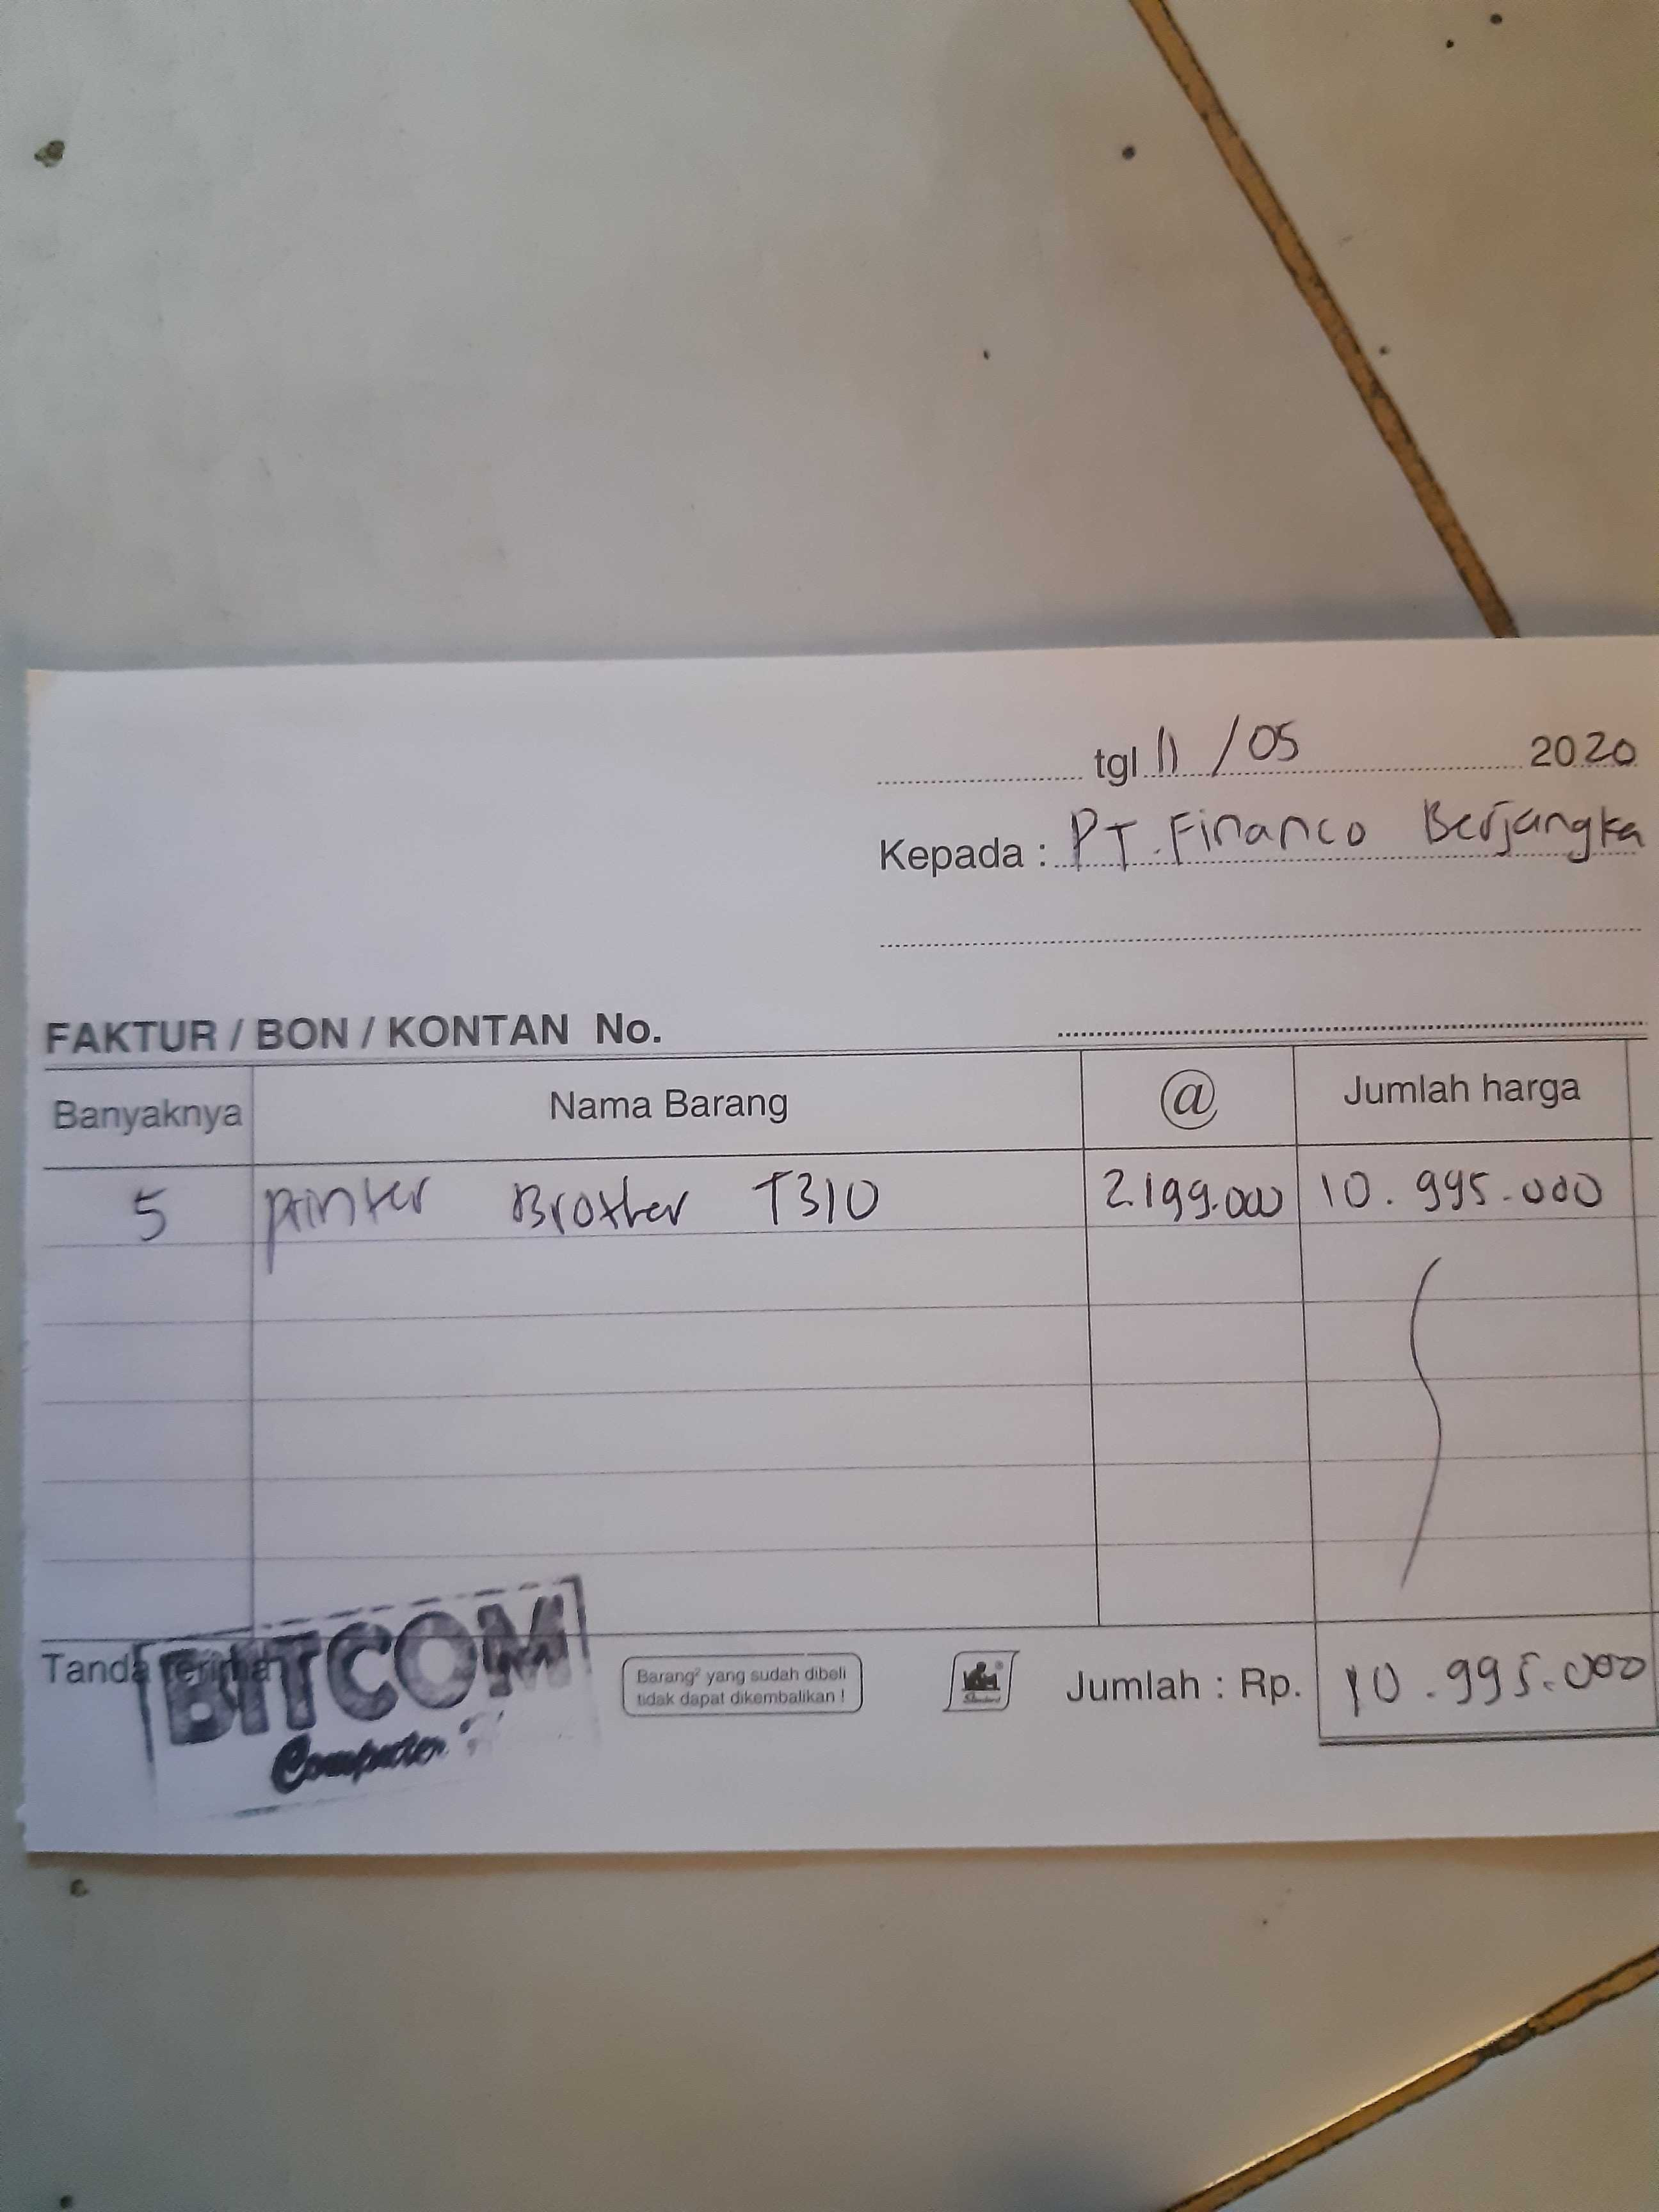 tgl 11 /05 2020
Kepada : PT. Financo Berjangka
FAKTUR / BON / KONTAN No.
Banyaknya Nama Barang @ Jumlah harga
5 printer Brother T310 2.199.000 10.995.000
Tanda terima
BITCOM
Computer
Barang² yang sudah dibeli
tidak dapat dikembalikan !
Jumlah : Rp. 10.995.000